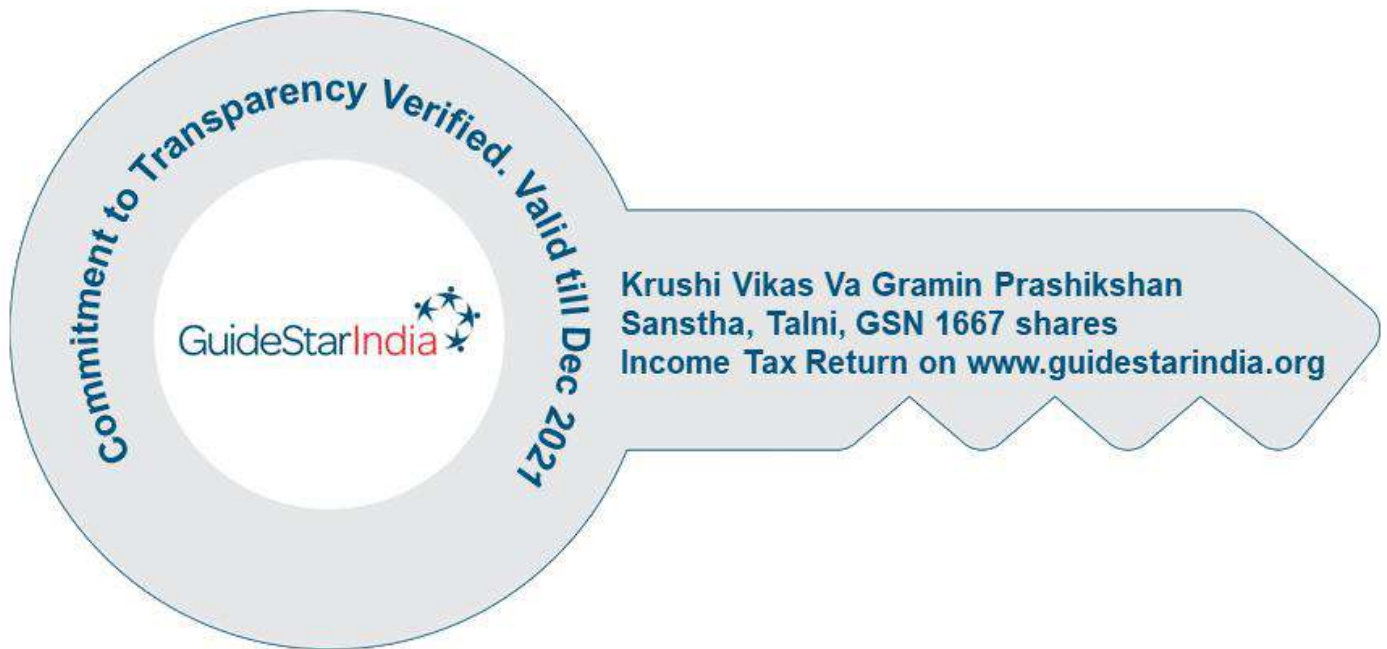 Commitment to Transparency Verified. Valid till Dec 2021
GuideStarIndia
Krushi Vikas Va Gramin Prashikshan
Sanstha, Talni, GSN 1667 shares
Income Tax Return on www.guidestarindia.org